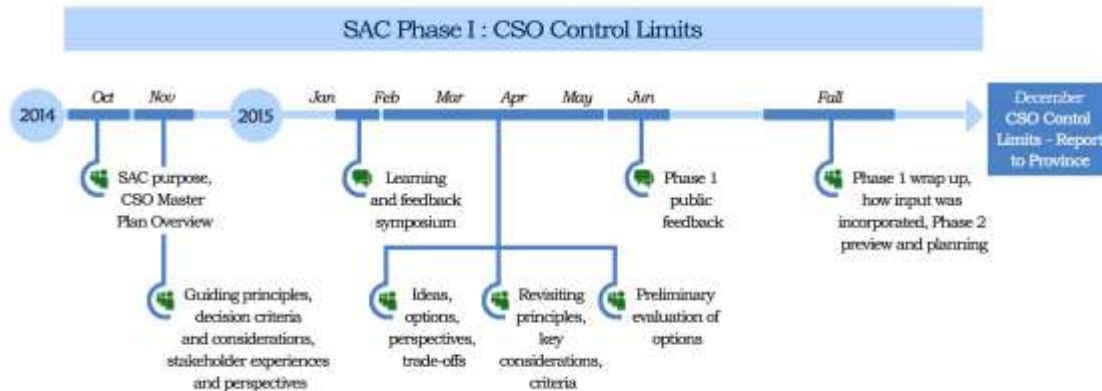 SAC Phase I : CSO Control Limits
2014
Oct
Nov
2015
Jan
Feb
Mar
Apr
May
Jun
Fall
December
CSO Contol
Limits - Report
to Province
SAC purpose,
CSO Master
Plan Overview
Learning
and feedback
symposium
Phase 1
public
feedback
Phase 1 wrap up,
how input was
incorporated, Phase 2
preview and planning
Guiding principles,
decision criteria
and considerations,
stakeholder experiences
and perspectives
Ideas,
options,
perspectives,
trade-offs
Revisiting
principles,
key
considerations,
criteria
Preliminary
evaluation of
options